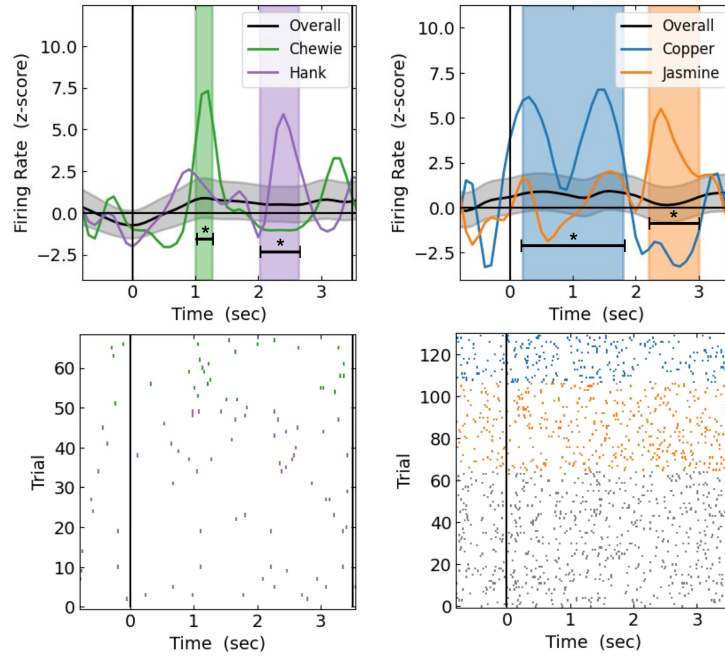 Overall
Chewie
Hank
10.0
7.5
5.0
2.5
0.0
−2.5
Firing Rate (z-score)
*
*
0 1 2 3
Time (sec)
Overall
Copper
Jasmine
10.0
7.5
5.0
2.5
0.0
−2.5
Firing Rate (z-score)
*
*
0 1 2 3
Time (sec)
60
50
40
30
20
10
0
Trial
0 1 2 3
Time (sec)
120
100
80
60
40
20
0
Trial
0 1 2 3
Time (sec)